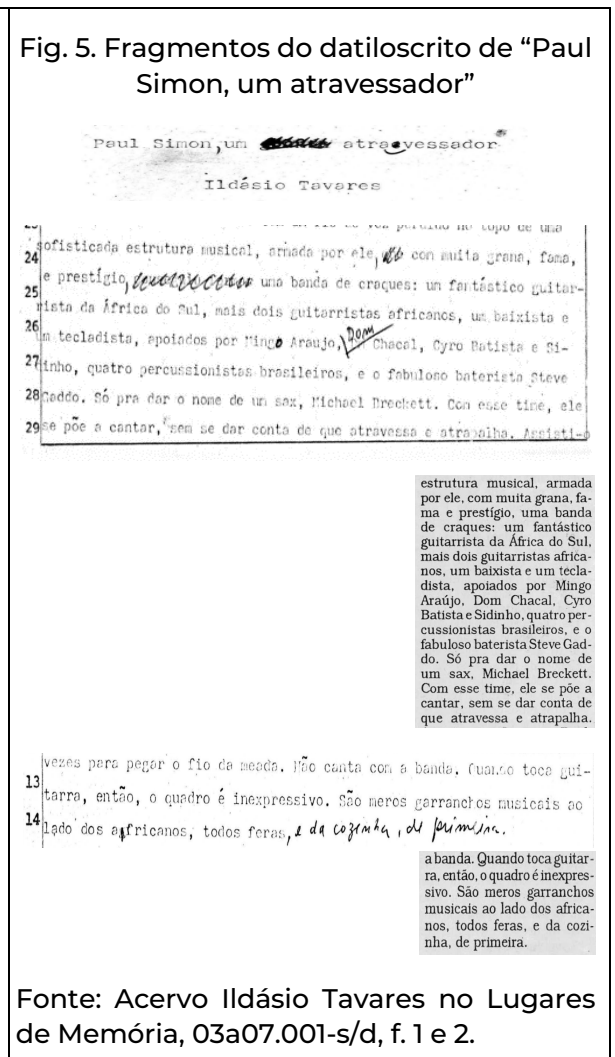 Fig. 5. Fragmentos do datiloscrito de “Paul
Simon, um atravessador”
Paul Simon, um atravessador
Ildásio Tavares
24 sofisticada estrutura musical, armada por ele, com muita grana, fama,
25 e prestígio, uma banda de craques: um fantástico guitar-
rista da África do Sul, mais dois guitarristas africanos, um baixista e
26 um tecladista, apoiados por Mingo Araujo, Dom Chacal, Cyro Batista e Si-
27 dinho, quatro percussionistas brasileiros, e o fabuloso baterista Steve
28 Gaddo. Só pra dar o nome de um sax, Michael Breckett. Com esse time, ele
29 se põe a cantar, sem se dar conta de que atravessa e atrapalha. Assisti-
estrutura musical, armada
por ele, com muita grana, fa-
ma e prestígio, uma banda
de craques: um fantástico
guitarrista da África do Sul,
mais dois guitarristas africa-
nos, um baixista e um tecla-
dista, apoiados por Mingo
Araújo, Dom Chacal, Cyro
Batista e Sidinho, quatro per-
cussionistas brasileiros, e o
fabuloso baterista Steve Gad-
do. Só pra dar o nome de
um sax, Michael Breckett.
Com esse time, ele se põe a
cantar, sem se dar conta de
que atravessa e atrapalha.
vezes para pegar o fio da meada. Não canta com a banda. Quando toca gui-
13 tarra, então, o quadro é inexpressivo. São meros garranchos musicais ao
14 lado dos africanos, todos feras, e da cozinha, de primeira.
a banda. Quando toca guitar-
ra, então, o quadro é inexpres-
sivo. São meros garranchos
musicais ao lado dos africa-
nos, todos feras, e da cozi-
nha, de primeira.
Fonte: Acervo Ildásio Tavares no Lugares
de Memória, 03a07.001-s/d, f. 1 e 2.